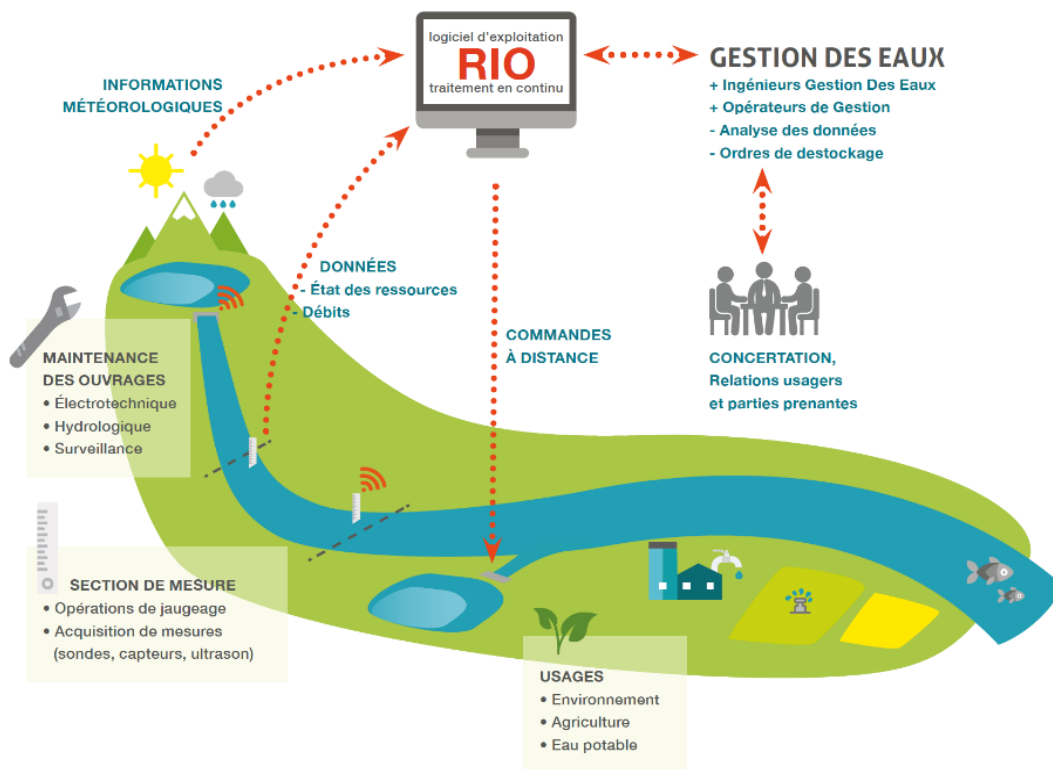 logiciel d'exploitation
RIO
traitement en continu
INFORMATIONS
MÉTÉOROLOGIQUES
GESTION DES EAUX
+ Ingénieurs Gestion Des Eaux
+ Opérateurs de Gestion
- Analyse des données
- Ordres de destockage
DONNÉES
- État des ressources
- Débits
COMMANDES
À DISTANCE
CONCERTATION,
Relations usagers
et parties prenantes
MAINTENANCE
DES OUVRAGES
• Électrotechnique
• Hydrologique
• Surveillance
SECTION DE MESURE
• Opérations de jaugeage
• Acquisition de mesures
(sondes, capteurs, ultrason)
USAGES
• Environnement
• Agriculture
• Eau potable